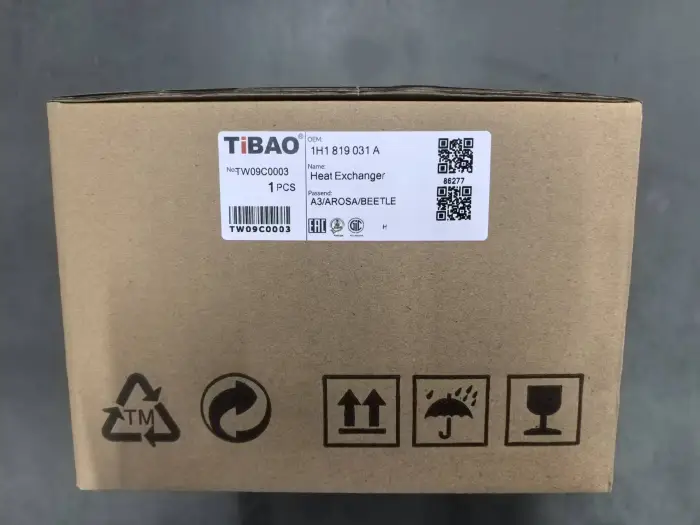 TiBAO®
No: TW09C0003
1 PCS
TW09C0003
OEM:
1H1 819 031 A
Name:
Heat Exchanger
Passend:
A3/AROSA/BEETLE
EAC
H
86277
TM